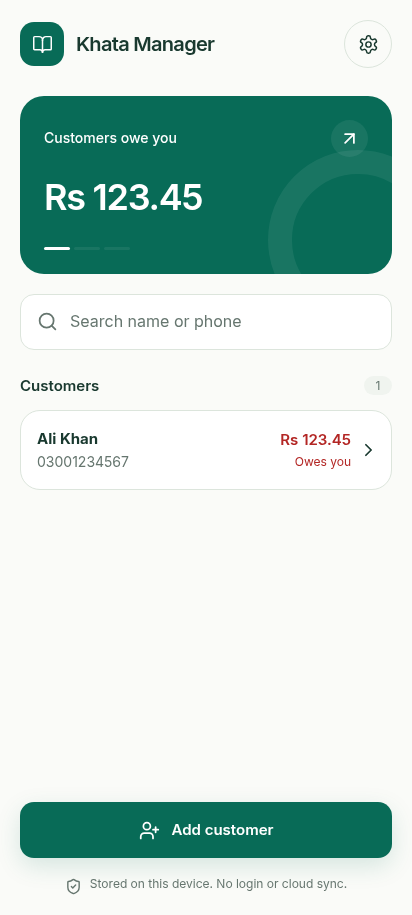 Khata Manager
Customers owe you
Rs 123.45
Search name or phone
Customers 1
Ali Khan Rs 123.45
03001234567 Owes you
Add customer
Stored on this device. No login or cloud sync.